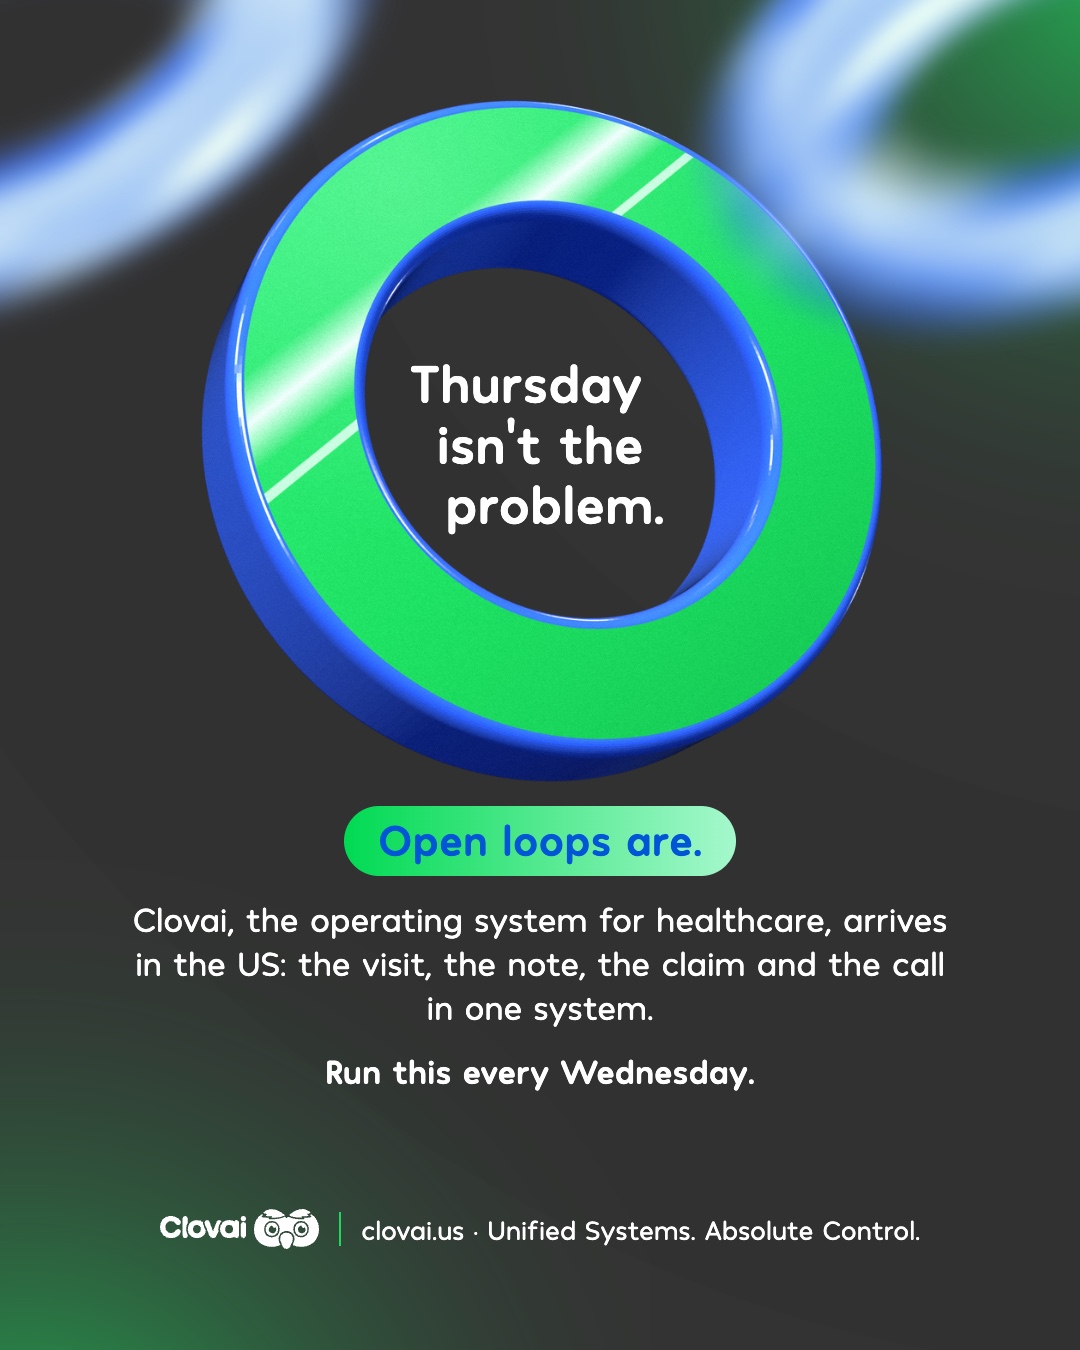 Thursday
isn't the
problem.
Open loops are.
Clovai, the operating system for healthcare, arrives
in the US: the visit, the note, the claim and the call
in one system.
Run this every Wednesday.
Clovai
clovai.us · Unified Systems. Absolute Control.